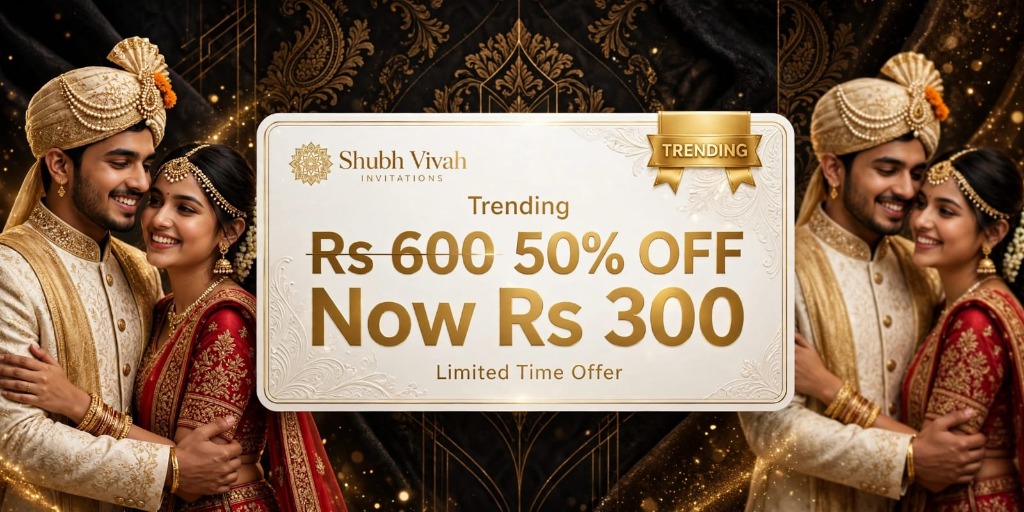 Shubh Vivah
INVITATIONS
TRENDING
Trending
Rs 600 50% OFF
Now Rs 300
Limited Time Offer